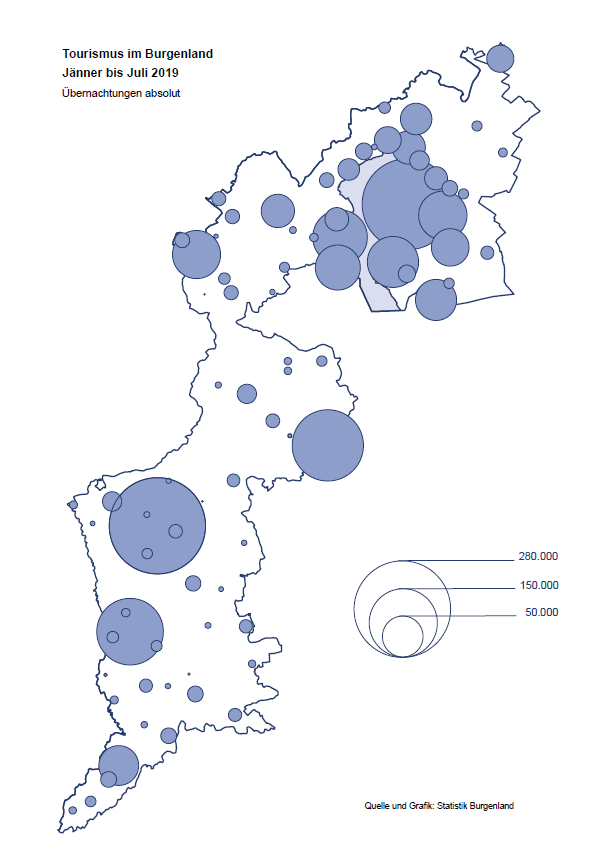 Tourismus im Burgenland
Jänner bis Juli 2019
Übernachtungen absolut
280.000
150.000
50.000
Quelle und Grafik: Statistik Burgenland